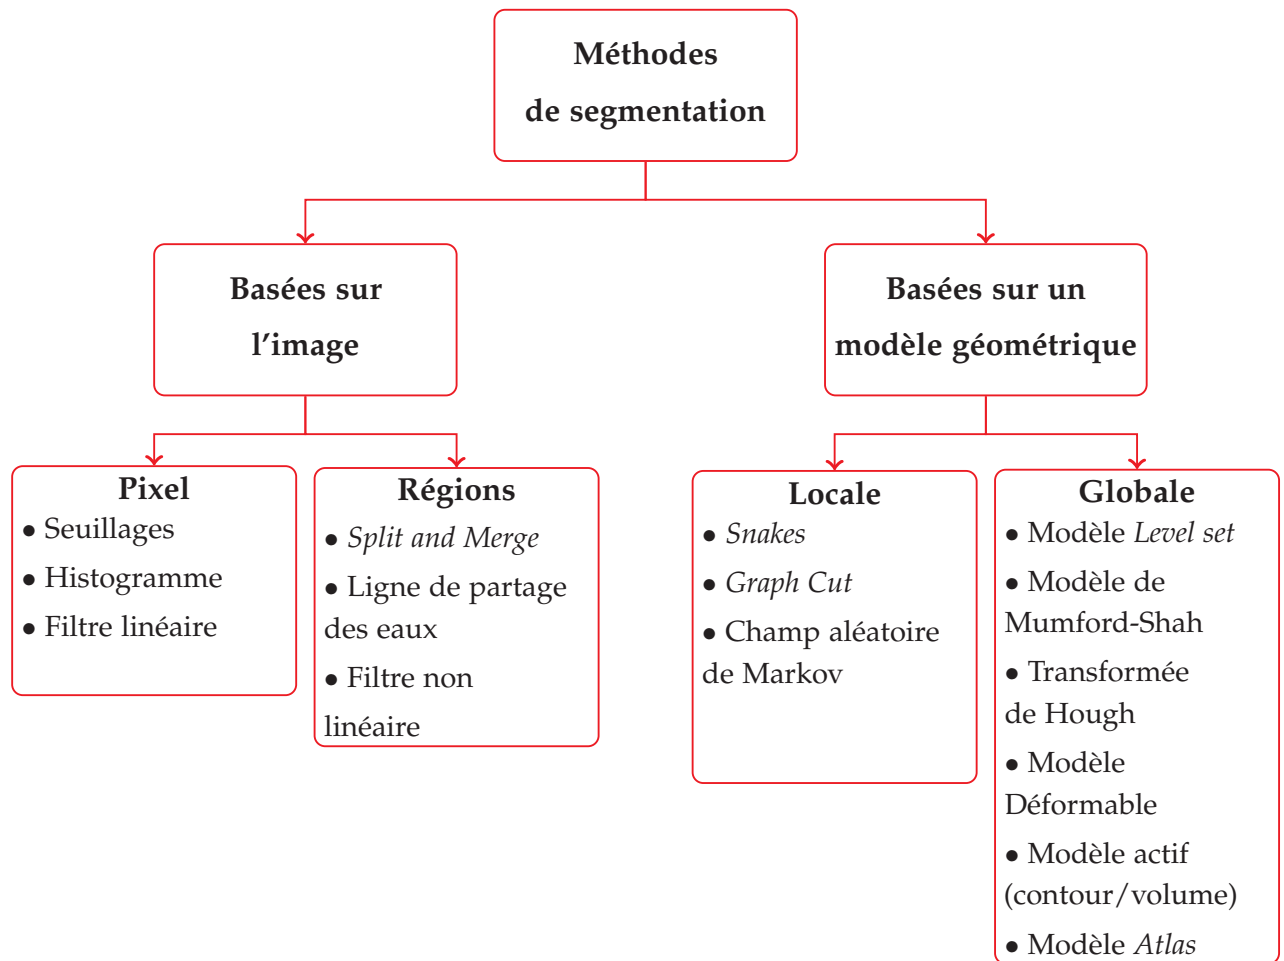 Méthodes
de segmentation
Basées sur
l'image
Basées sur un
modèle géométrique
Pixel
• Seuillages
• Histogramme
• Filtre linéaire
Régions
• Split and Merge
• Ligne de partage
des eaux
• Filtre non
linéaire
Locale
• Snakes
• Graph Cut
• Champ aléatoire
de Markov
Globale
• Modèle Level set
• Modèle de
Mumford-Shah
• Transformée
de Hough
• Modèle
Déformable
• Modèle actif
(contour/volume)
• Modèle Atlas